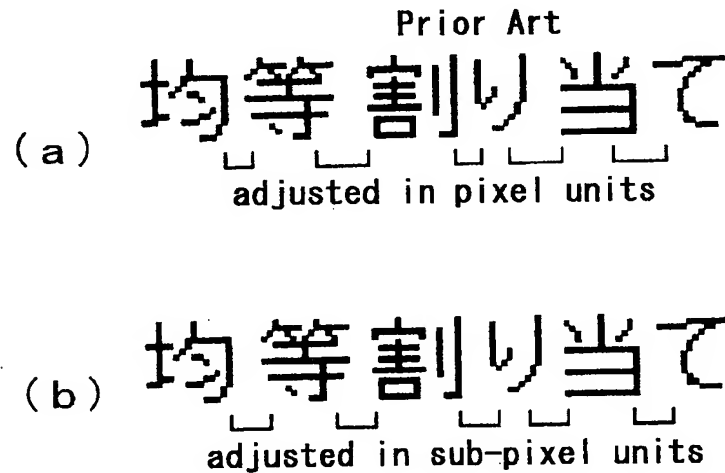 Prior Art
(a) 均等割り当て
adjusted in pixel units
(b) 均等割り当て
adjusted in sub-pixel units